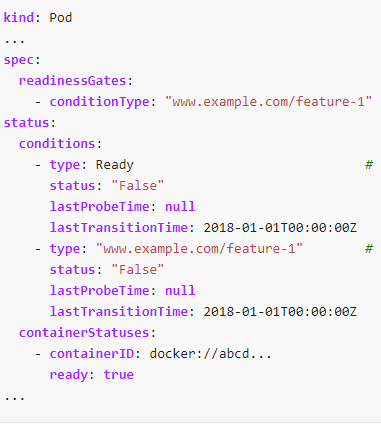 kind: Pod
...
spec:
  readinessGates:
    - conditionType: "www.example.com/feature-1"
status:
  conditions:
    - type: Ready                              #
      status: "False"
      lastProbeTime: null
      lastTransitionTime: 2018-01-01T00:00:00Z
    - type: "www.example.com/feature-1"        #
      status: "False"
      lastProbeTime: null
      lastTransitionTime: 2018-01-01T00:00:00Z
  containerStatuses:
    - containerID: docker://abcd...
      ready: true
...